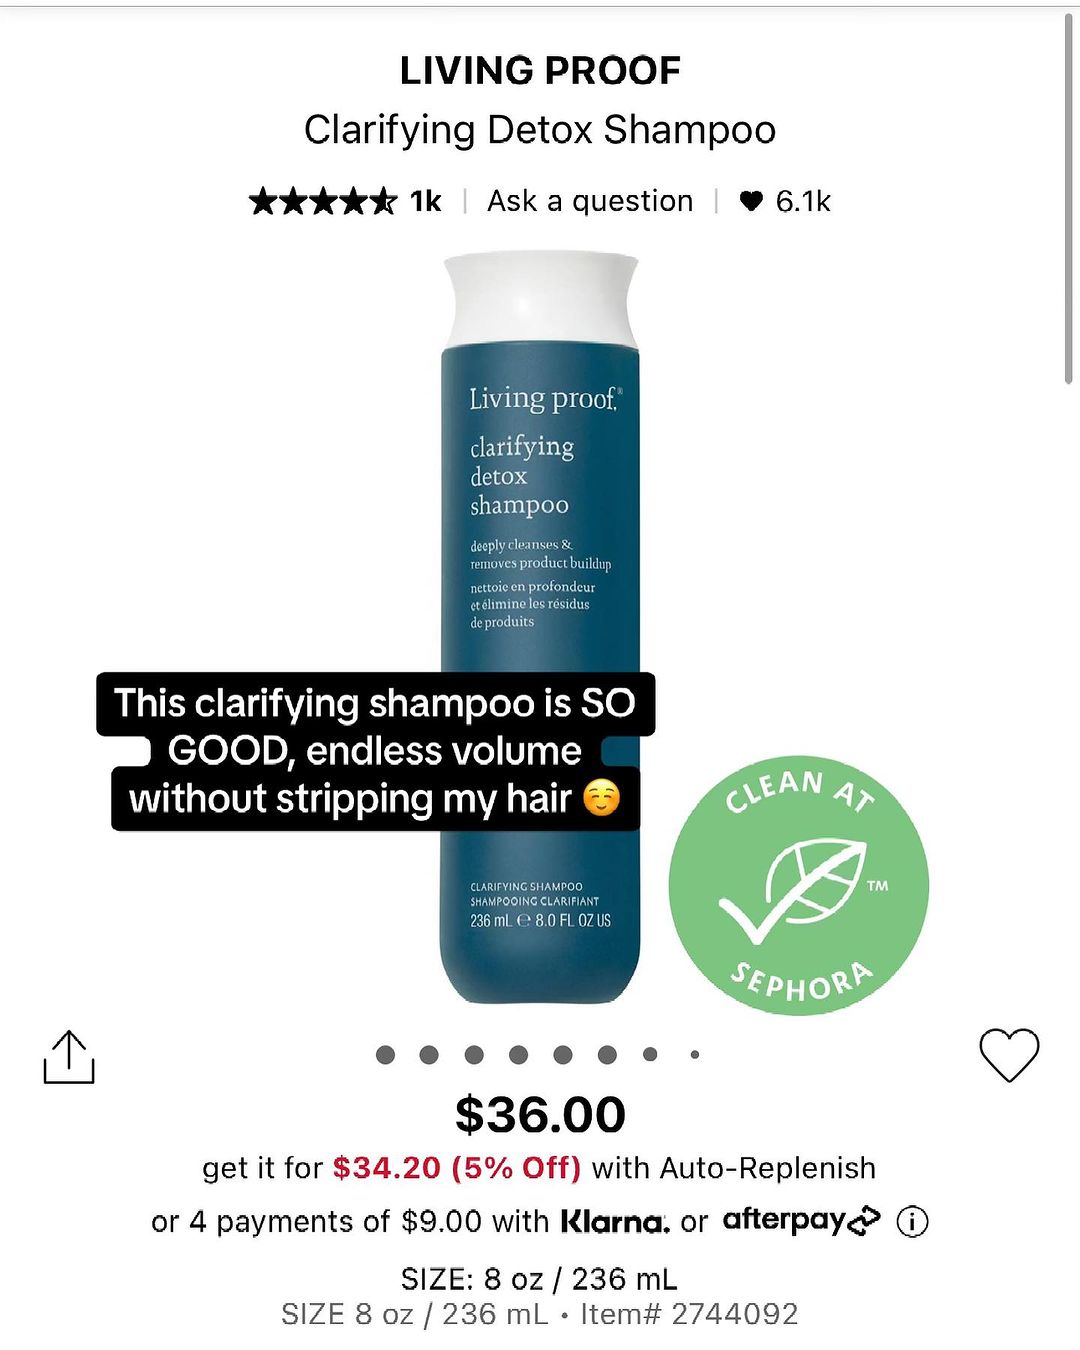 LIVING PROOF
Clarifying Detox Shampoo
1k | Ask a question | 6.1k
Living proof.®
clarifying
detox
shampoo
deeply cleanses &
removes product buildup
nettoie en profondeur
et élimine les résidus
de produits
This clarifying shampoo is SO
GOOD, endless volume
without stripping my hair ☺️
CLEAN AT
SEPHORA
TM
CLARIFYING SHAMPOO
SHAMPOOING CLARIFIANT
236 mL ℮ 8.0 FL OZ US
$36.00
get it for $34.20 (5% Off) with Auto-Replenish
or 4 payments of $9.00 with Klarna. or afterpay
SIZE: 8 oz / 236 mL
SIZE 8 oz / 236 mL • Item# 2744092